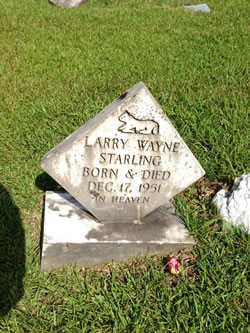 LARRY WAYNE
STARLING
BORN & DIED
DEC. 17, 1951
IN HEAVEN